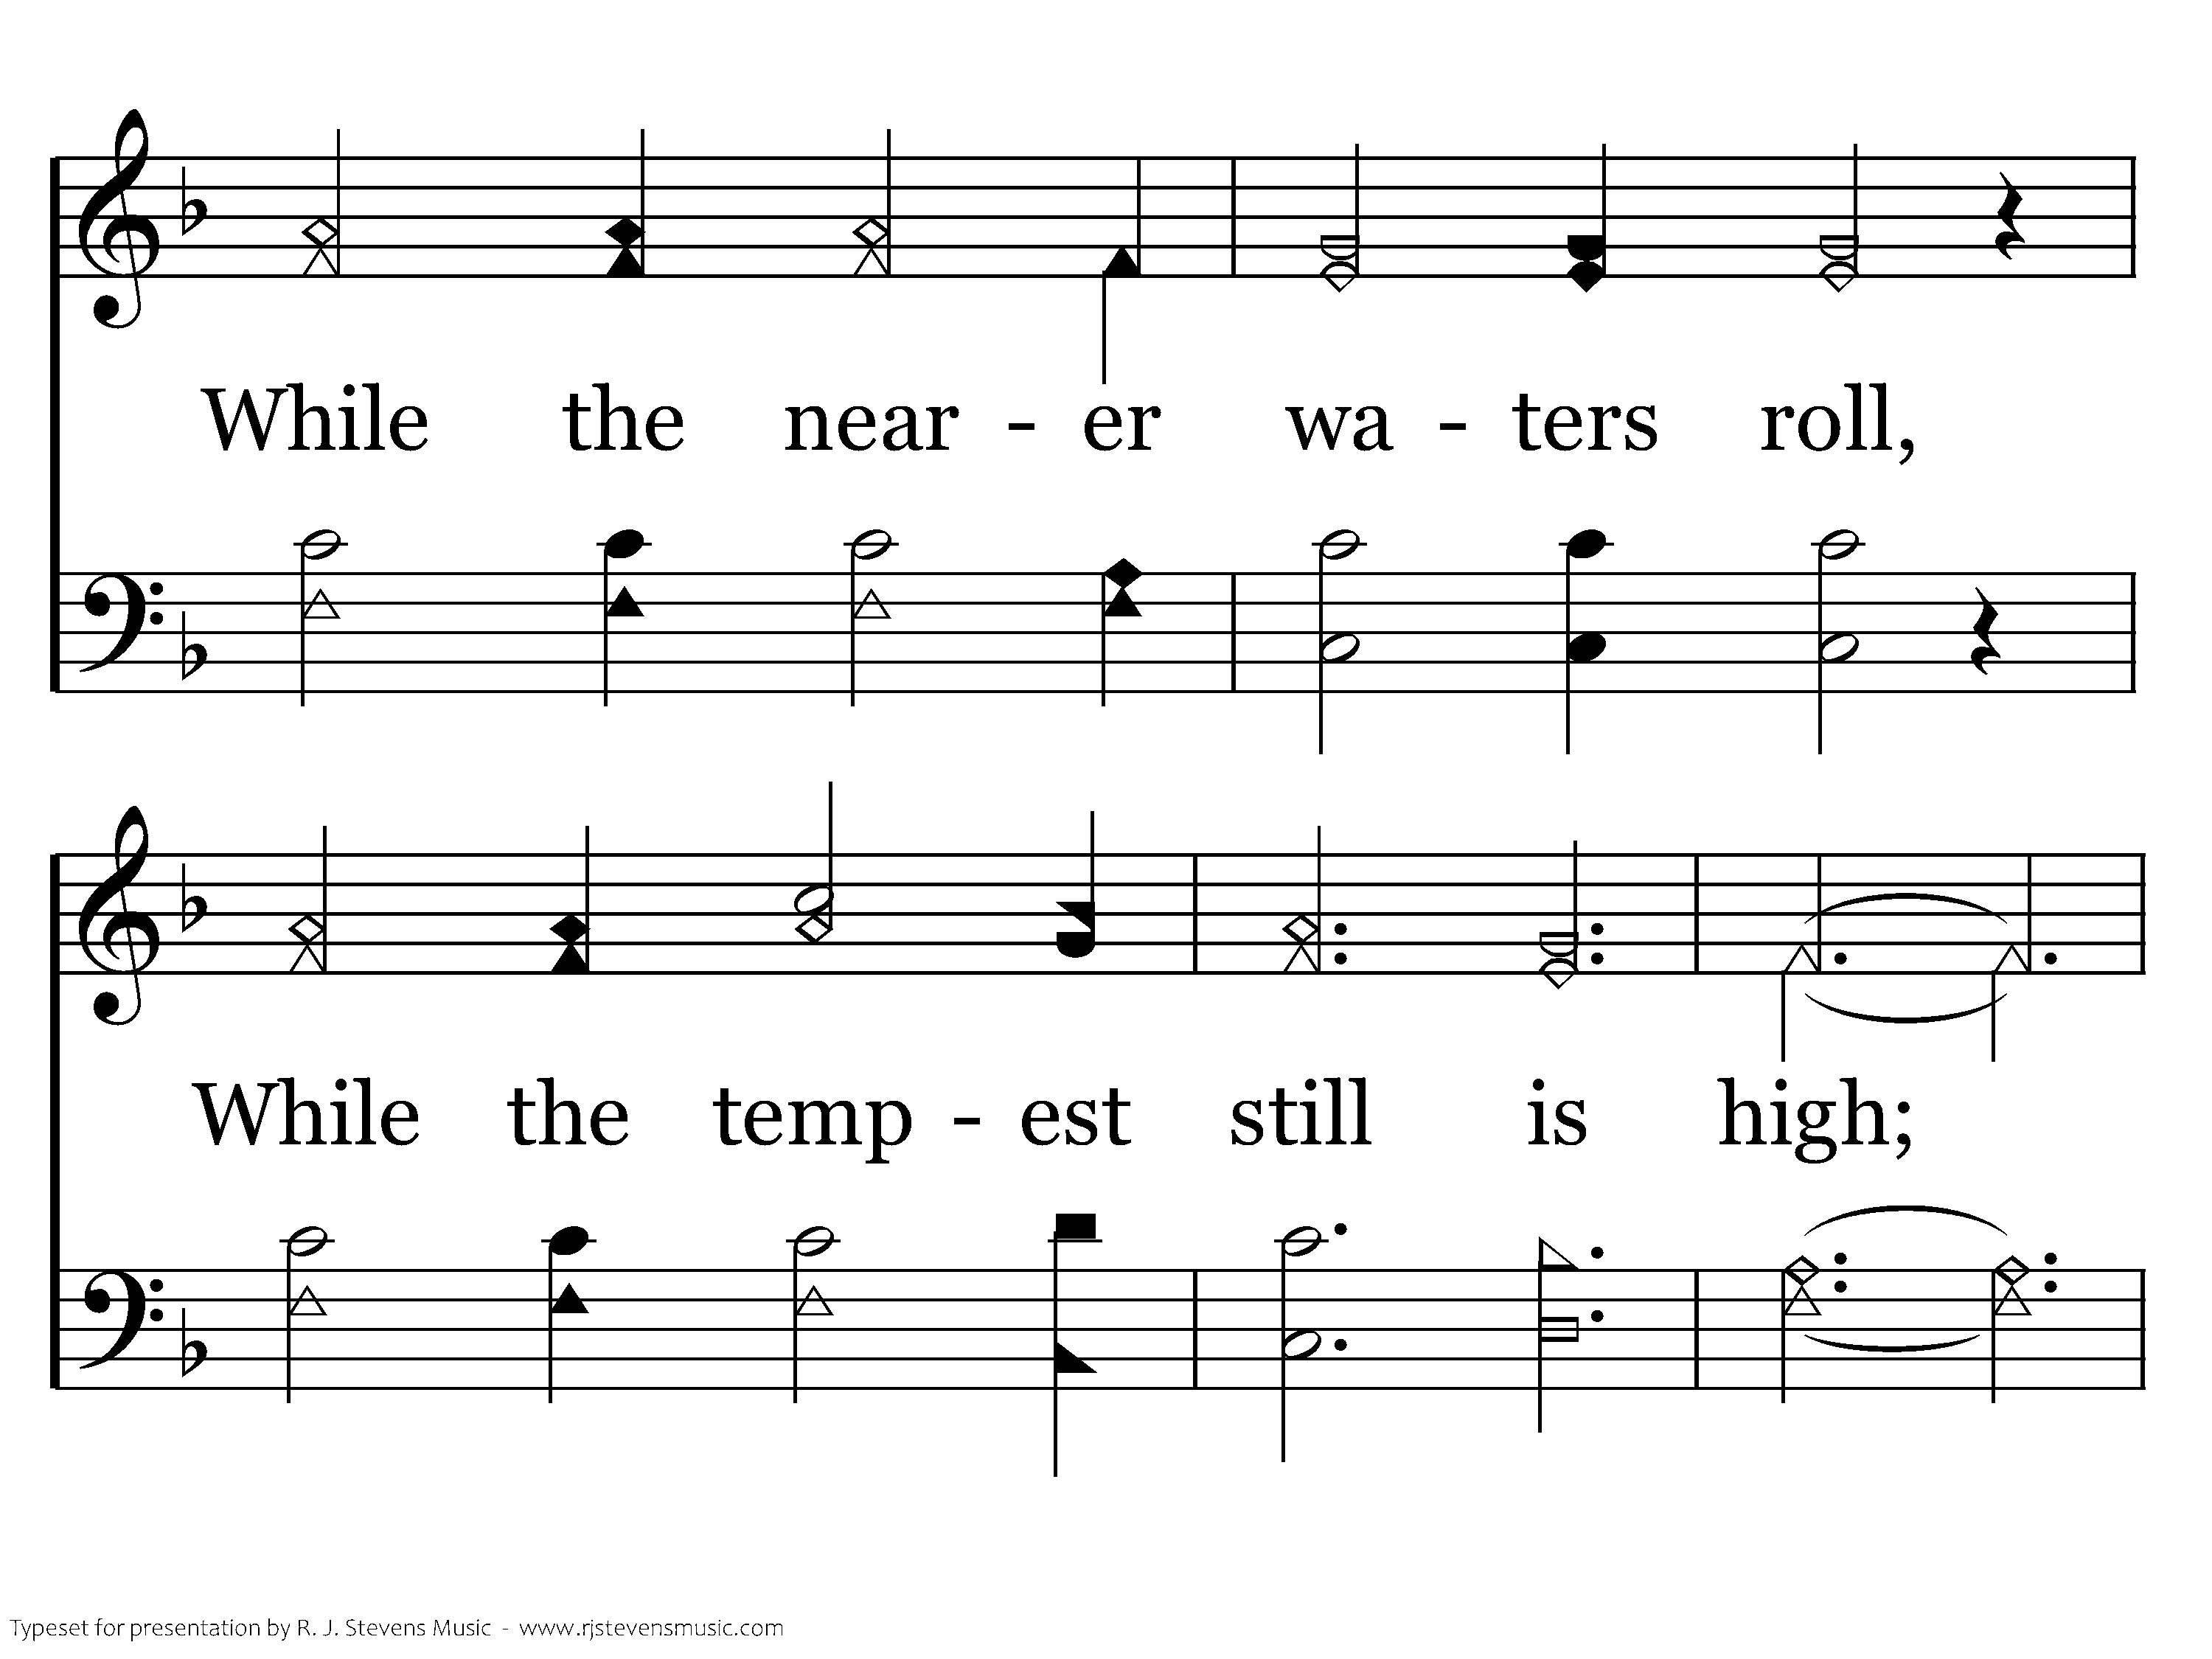 While the near - er wa - ters roll,
While the temp - est still is high;
Typeset for presentation by R. J. Stevens Music - www.rjstevensmusic.com